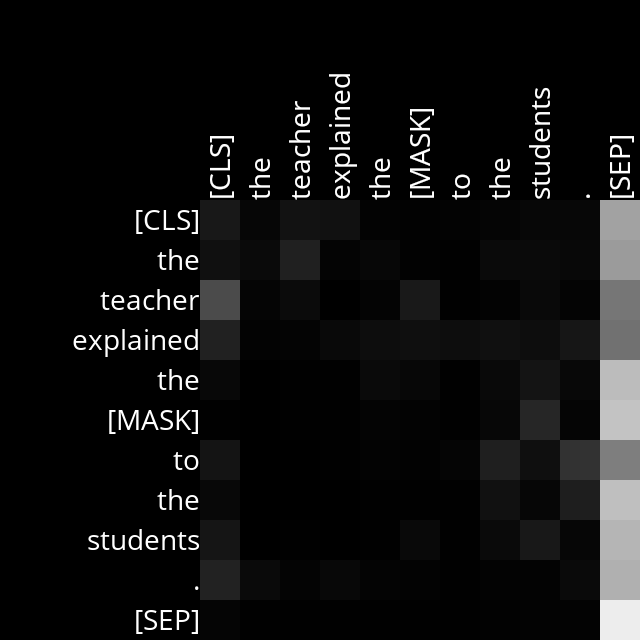 [CLS] the teacher explained the [MASK] to the students . [SEP]
[CLS]
the
teacher
explained
the
[MASK]
to
the
students
.
[SEP]